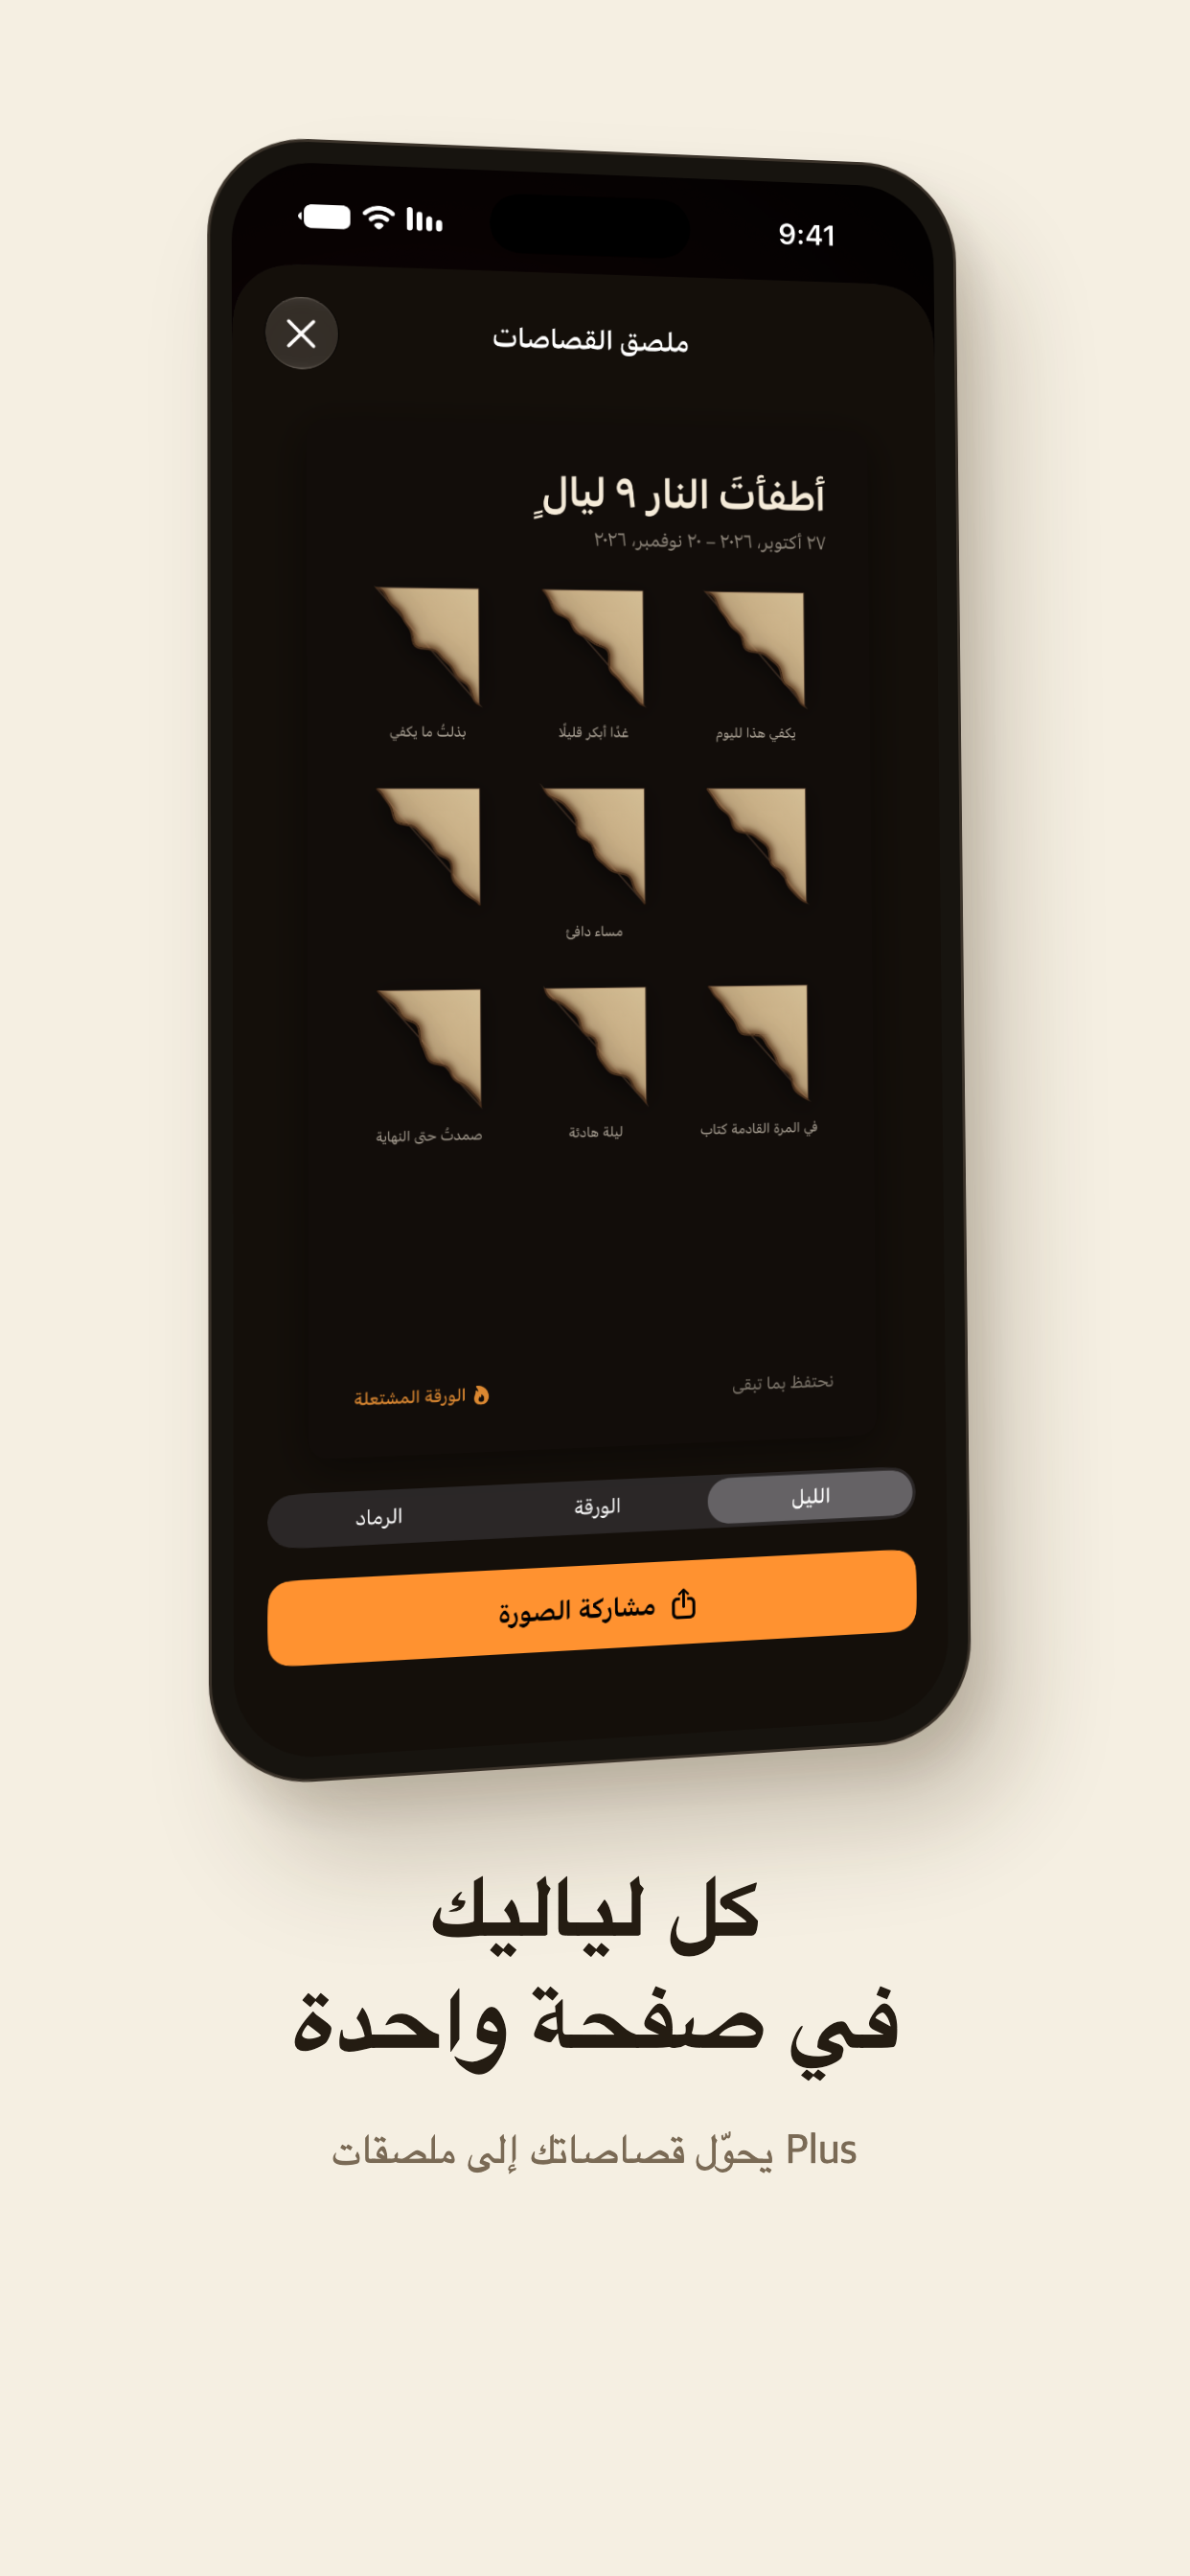 9:41
ملصق القصاصات
أطفأتَ النار ٩ ليالٍ
٢٧ أكتوبر، ٢٠٢٦ – ٢٠ نوفمبر، ٢٠٢٦
يكفي هذا لليوم
غدًا أبكر قليلًا
بذلتُ ما يكفي
مساء دافئ
في المرة القادمة كتاب
ليلة هادئة
صمدتُ حتى النهاية
نحتفظ بما تبقى
الورقة المشتعلة
الليل
الورقة
الرماد
مشاركة الصورة
كل لياليك
في صفحة واحدة
Plus يحوّل قصاصاتك إلى ملصقات